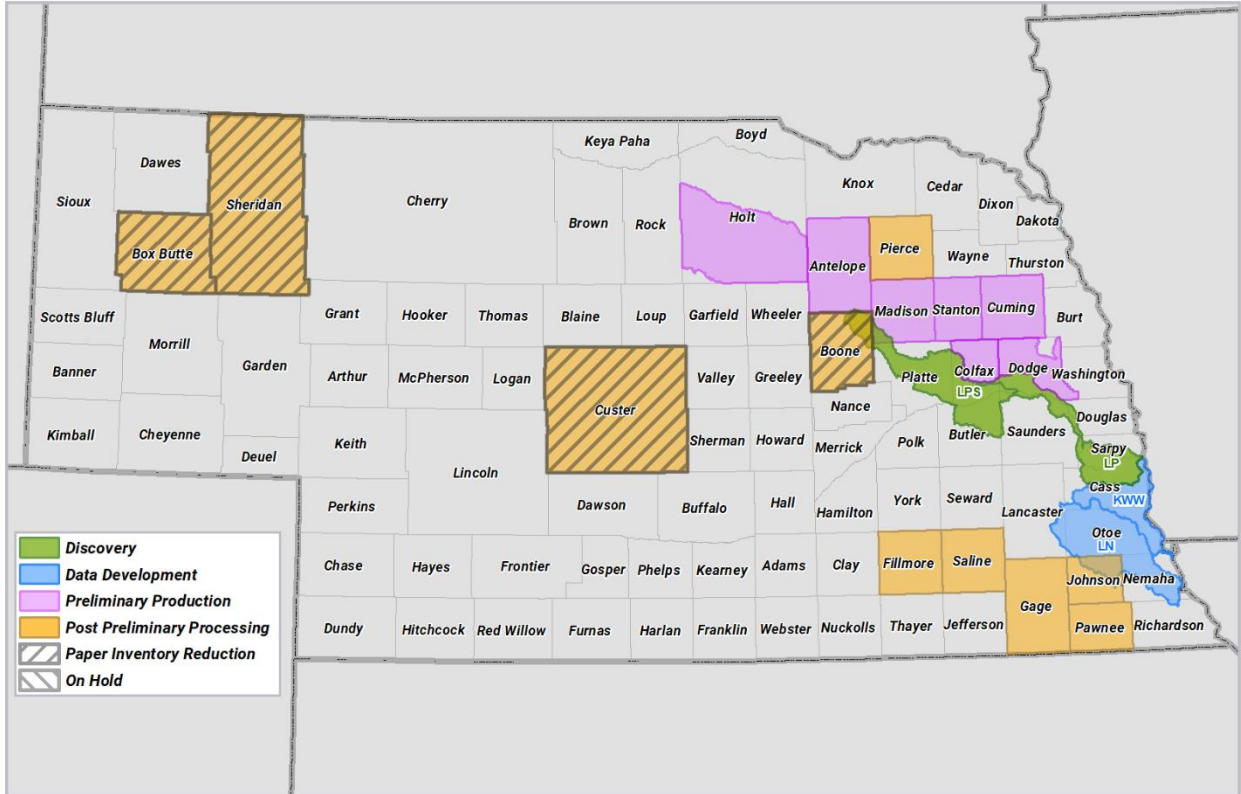 Boyd
Keya Paha
Dawes
Knox
Cedar
Sioux
Sheridan
Cherry
Dixon
Dakota
Holt
Brown
Rock
Box Butte
Pierce
Wayne
Antelope
Thurston
Scotts Bluff
Grant
Hooker
Thomas
Blaine
Loup
Garfield
Wheeler
Madison
Stanton
Cuming
Burt
Morrill
Boone
Garden
Banner
Arthur
McPherson
Logan
Valley
Greeley
Platte
Colfax
Dodge
Washington
LPS
Custer
Nance
Kimball
Cheyenne
Deuel
Keith
Sherman
Howard
Merrick
Polk
Butler
Saunders
Douglas
Sarpy
LP
Lincoln
Cass
KWW
Perkins
Dawson
Buffalo
Hall
Hamilton
York
Seward
Lancaster
Otoe
LN
Chase
Hayes
Frontier
Gosper
Phelps
Kearney
Adams
Clay
Fillmore
Saline
Johnson
Nemaha
Gage
Dundy
Hitchcock
Red Willow
Furnas
Harlan
Franklin
Webster
Nuckolls
Thayer
Jefferson
Pawnee
Richardson
Discovery
Data Development
Preliminary Production
Post Preliminary Processing
Paper Inventory Reduction
On Hold